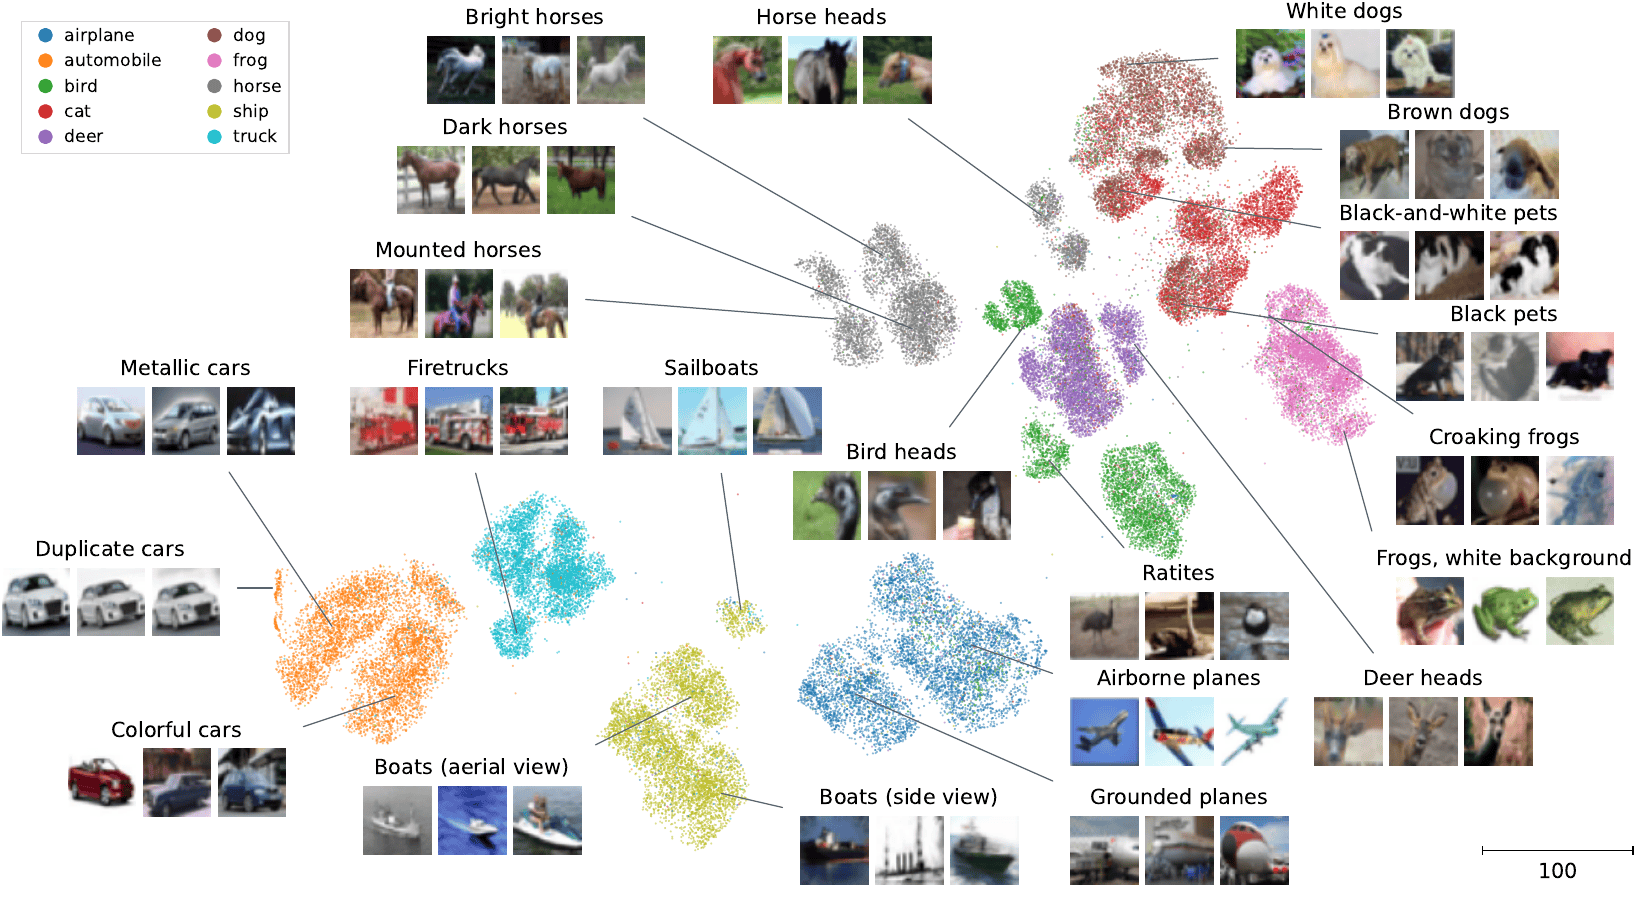 airplane
automobile
bird
cat
deer
dog
frog
horse
ship
truck
Bright horses
Horse heads
White dogs
Dark horses
Brown dogs
Mounted horses
Black-and-white pets
Black pets
Metallic cars
Firetrucks
Sailboats
Bird heads
Croaking frogs
Duplicate cars
Ratites
Frogs, white background
Colorful cars
Airborne planes
Deer heads
Boats (aerial view)
Boats (side view)
Grounded planes
100